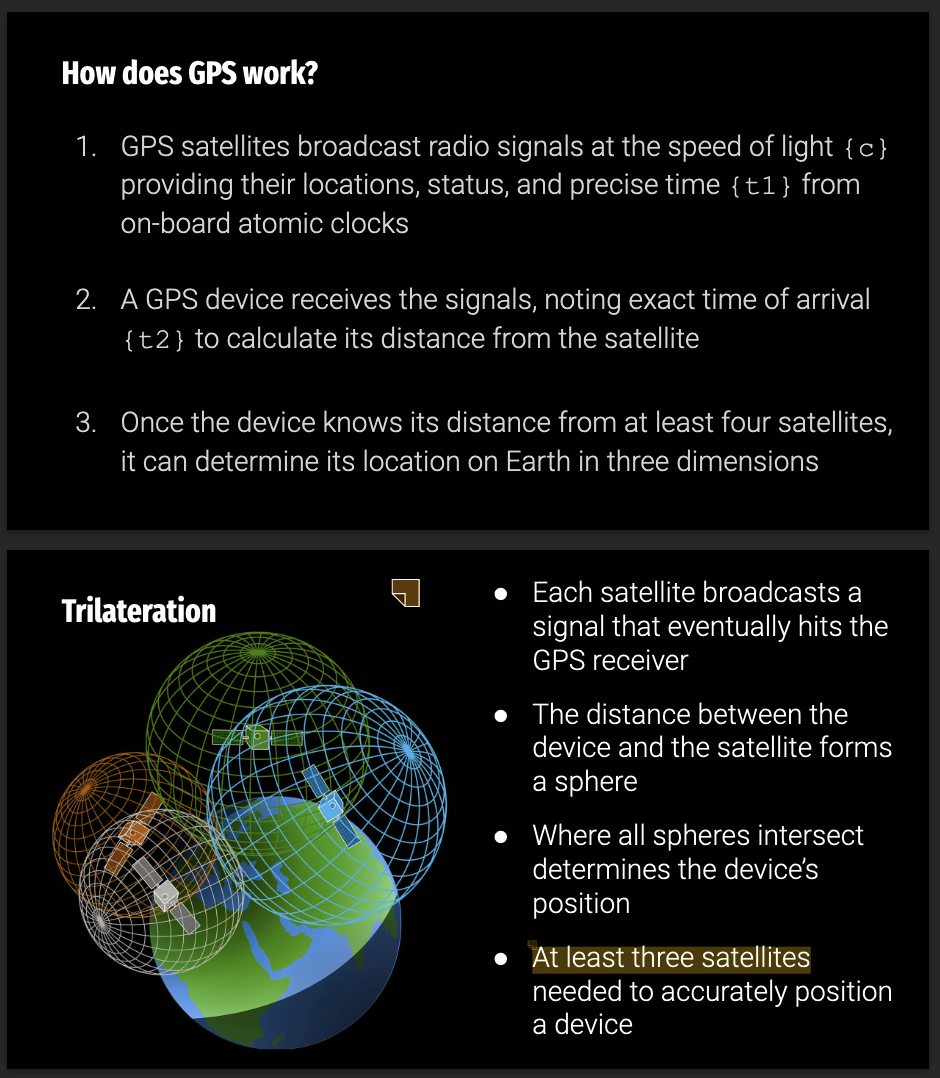 How does GPS work?
1. GPS satellites broadcast radio signals at the speed of light {c}
providing their locations, status, and precise time {t1} from
on-board atomic clocks
2. A GPS device receives the signals, noting exact time of arrival
{t2} to calculate its distance from the satellite
3. Once the device knows its distance from at least four satellites,
it can determine its location on Earth in three dimensions
Trilateration
● Each satellite broadcasts a
signal that eventually hits the
GPS receiver
● The distance between the
device and the satellite forms
a sphere
● Where all spheres intersect
determines the device’s
position
● At least three satellites
needed to accurately position
a device